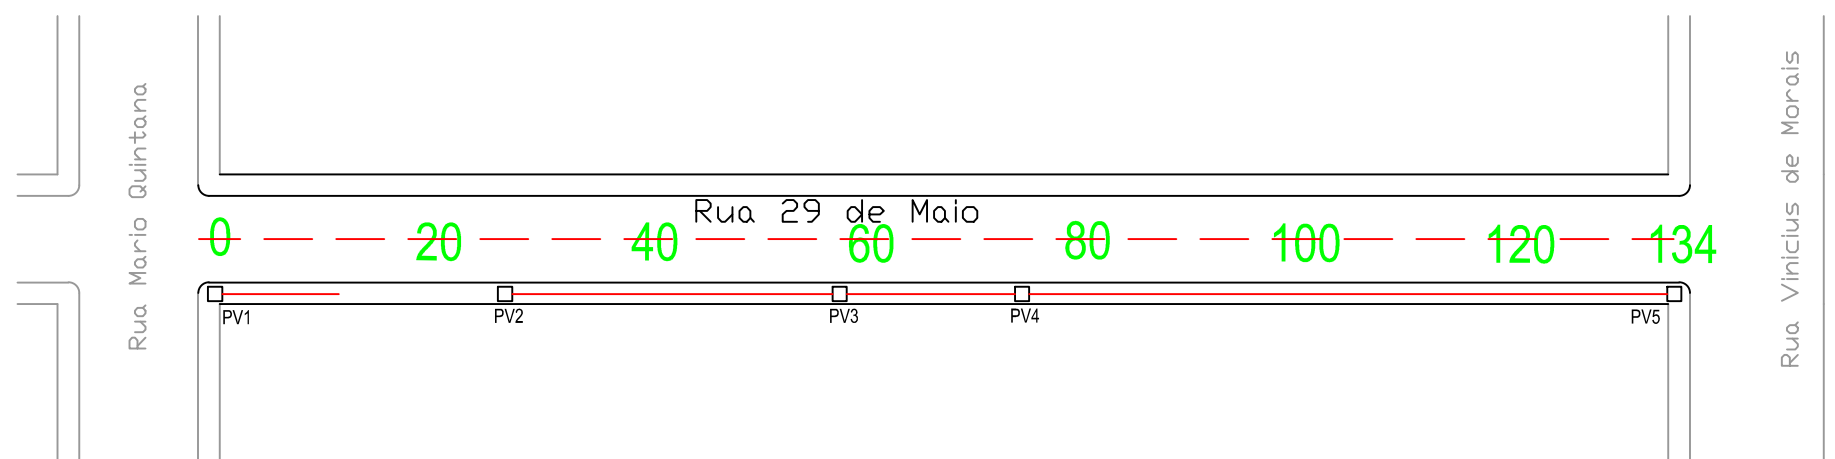 Rua Mario Quintana
Rua 29 de Maio
0 20 40 60 80 100 120 134
PV1 PV2 PV3 PV4 PV5
Rua Vinicius de Morais